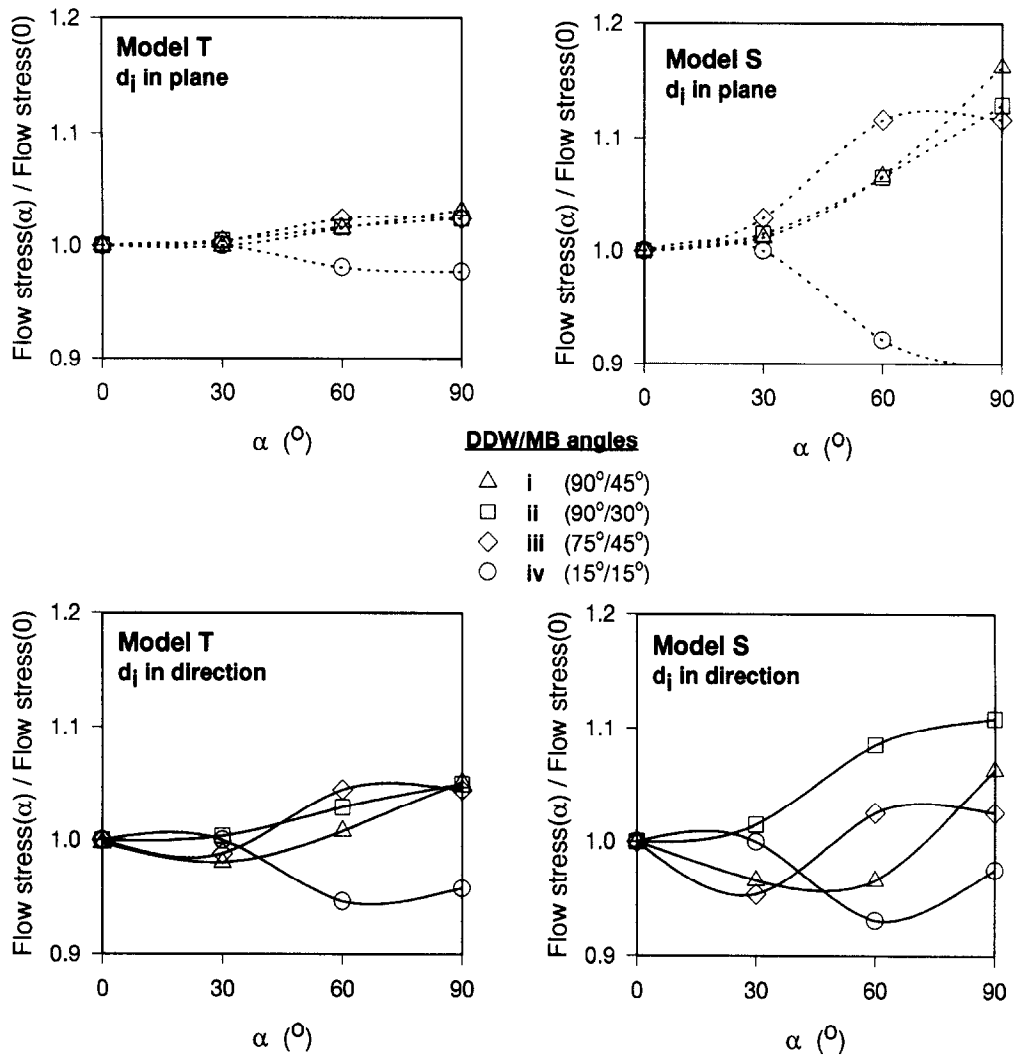 Model T
d_i in plane
Flow stress(α) / Flow stress(0)
1.2
1.1
1.0
0.9
0 30 60 90
α (°)
Model S
d_i in plane
Flow stress(α) / Flow stress(0)
1.2
1.1
1.0
0.9
0 30 60 90
α (°)
DDW/MB angles
i (90°/45°)
ii (90°/30°)
iii (75°/45°)
iv (15°/15°)
Model T
d_i in direction
Flow stress(α) / Flow stress(0)
1.2
1.1
1.0
0.9
0 30 60 90
α (°)
Model S
d_i in direction
Flow stress(α) / Flow stress(0)
1.2
1.1
1.0
0.9
0 30 60 90
α (°)